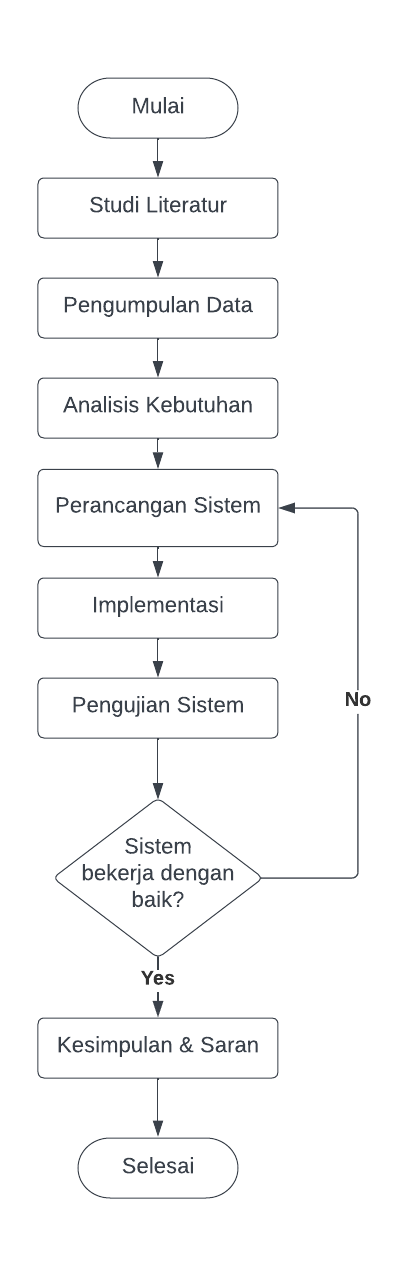 Mulai
Studi Literatur
Pengumpulan Data
Analisis Kebutuhan
Perancangan Sistem
Implementasi
Pengujian Sistem
No
Sistem
bekerja dengan
baik?
Yes
Kesimpulan & Saran
Selesai